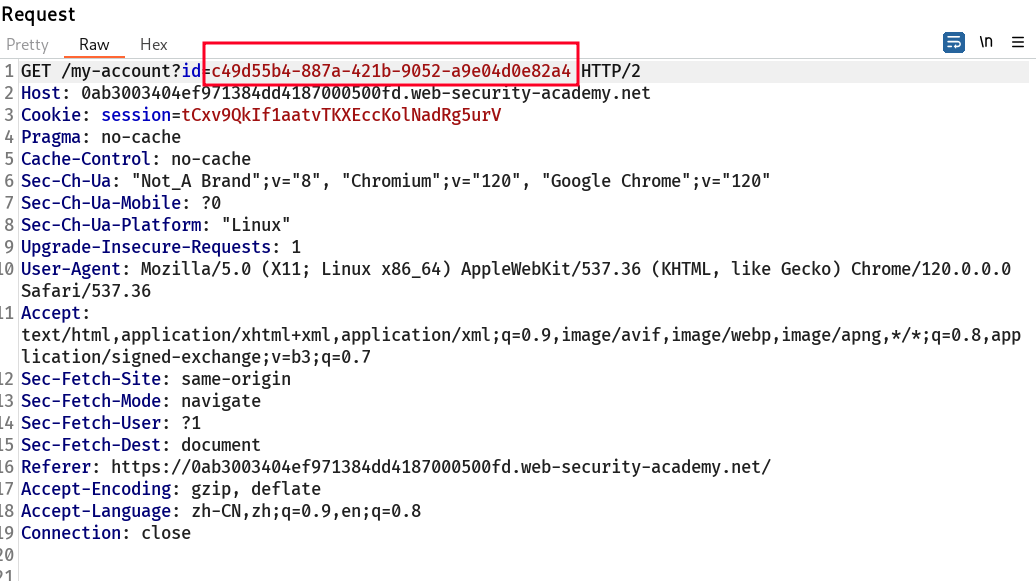 Request
Pretty Raw Hex \n
1 GET /my-account?id=c49d55b4-887a-421b-9052-a9e04d0e82a4 HTTP/2
2 Host: 0ab3003404ef971384dd4187000500fd.web-security-academy.net
3 Cookie: session=tCxv9QkIf1aatvTKXEccKolNadRg5urV
4 Pragma: no-cache
5 Cache-Control: no-cache
6 Sec-Ch-Ua: "Not_A Brand";v="8", "Chromium";v="120", "Google Chrome";v="120"
7 Sec-Ch-Ua-Mobile: ?0
8 Sec-Ch-Ua-Platform: "Linux"
9 Upgrade-Insecure-Requests: 1
10 User-Agent: Mozilla/5.0 (X11; Linux x86_64) AppleWebKit/537.36 (KHTML, like Gecko) Chrome/120.0.0.0
Safari/537.36
11 Accept:
text/html,application/xhtml+xml,application/xml;q=0.9,image/avif,image/webp,image/apng,*/*;q=0.8,app
lication/signed-exchange;v=b3;q=0.7
12 Sec-Fetch-Site: same-origin
13 Sec-Fetch-Mode: navigate
14 Sec-Fetch-User: ?1
15 Sec-Fetch-Dest: document
16 Referer: https://0ab3003404ef971384dd4187000500fd.web-security-academy.net/
17 Accept-Encoding: gzip, deflate
18 Accept-Language: zh-CN,zh;q=0.9,en;q=0.8
19 Connection: close
20
21